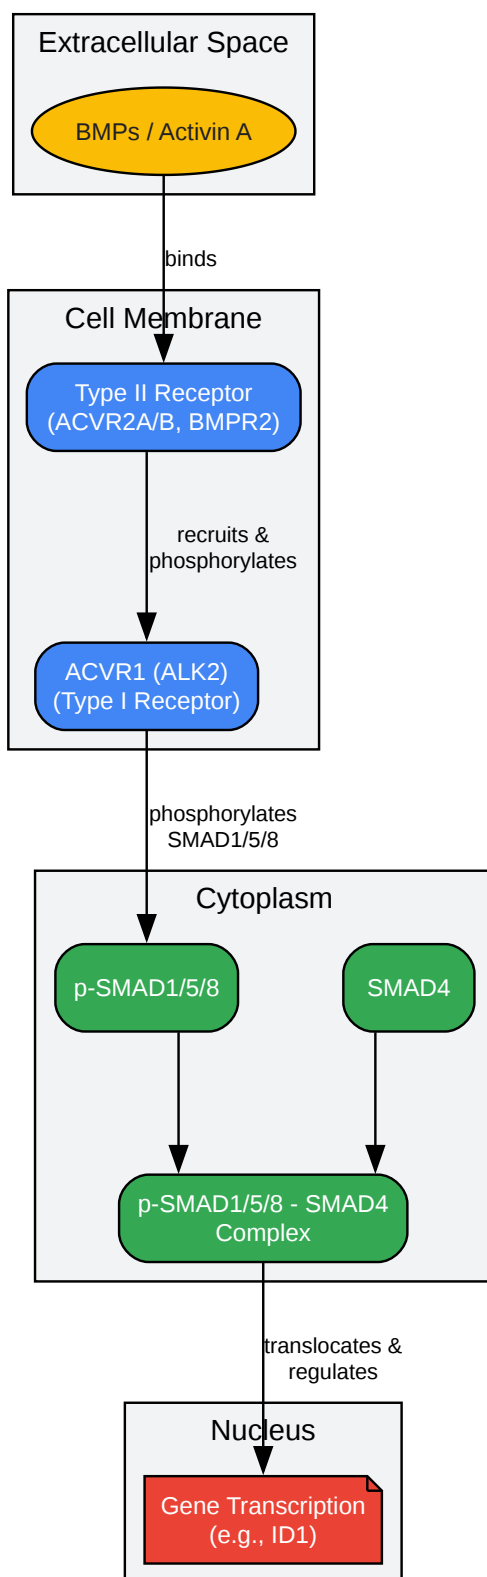 Extracellular Space
BMPs / Activin A
binds
Cell Membrane
Type II Receptor
(ACVR2A/B, BMPR2)
recruits &
phosphorylates
ACVR1 (ALK2)
(Type I Receptor)
phosphorylates
SMAD1/5/8
Cytoplasm
p-SMAD1/5/8
SMAD4
p-SMAD1/5/8 - SMAD4
Complex
translocates &
regulates
Nucleus
Gene Transcription
(e.g., ID1)